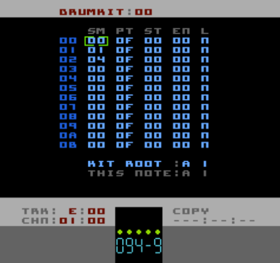 DRUMKIT:00
SM PT ST EN L
00 00 0F 00 00 N
01 01 0F 00 00 N
02 04 0F 00 00 N
03 00 0F 00 00 N
04 00 0F 00 00 N
05 00 0F 00 00 N
06 00 0F 00 00 N
07 00 0F 00 00 N
08 00 0F 00 00 N
09 00 0F 00 00 N
0A 00 0F 00 00 N
0B 00 0F 00 00 N
KIT ROOT :A 1
THIS NOTE:A 1
TRK: E:00 COPY
CHN:01:00 ---:--:--
094-9